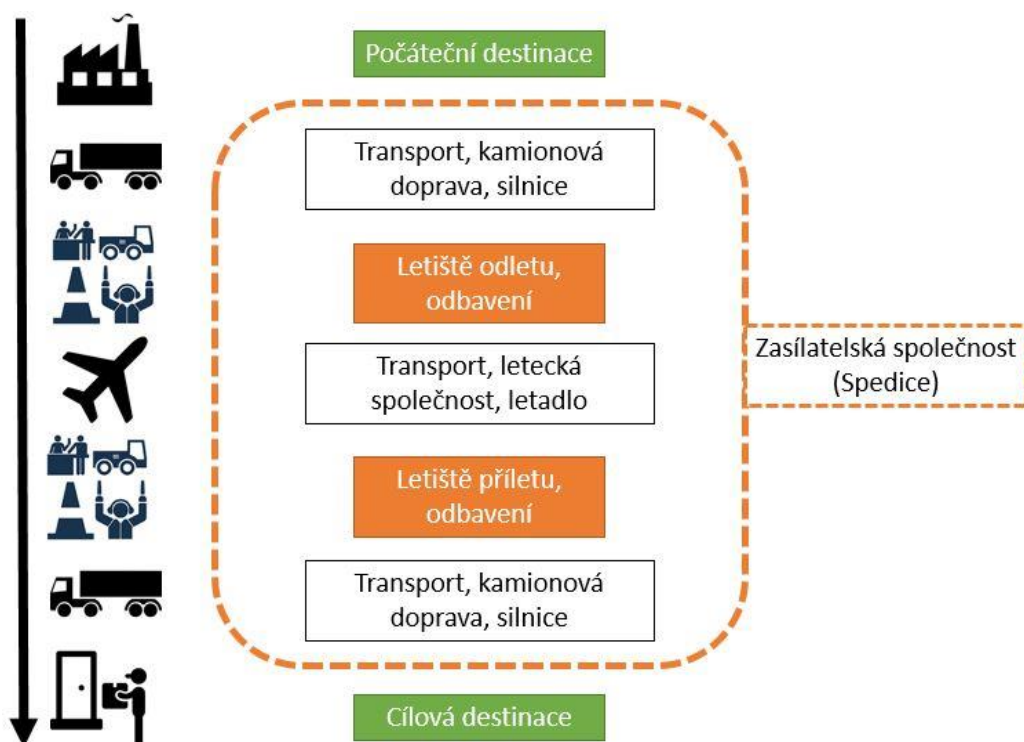 Počáteční destinace
Transport, kamionová
doprava, silnice
Letiště odletu,
odbavení
Transport, letecká
společnost, letadlo
Zasílatelská společnost
(Spedice)
Letiště příletu,
odbavení
Transport, kamionová
doprava, silnice
Cílová destinace